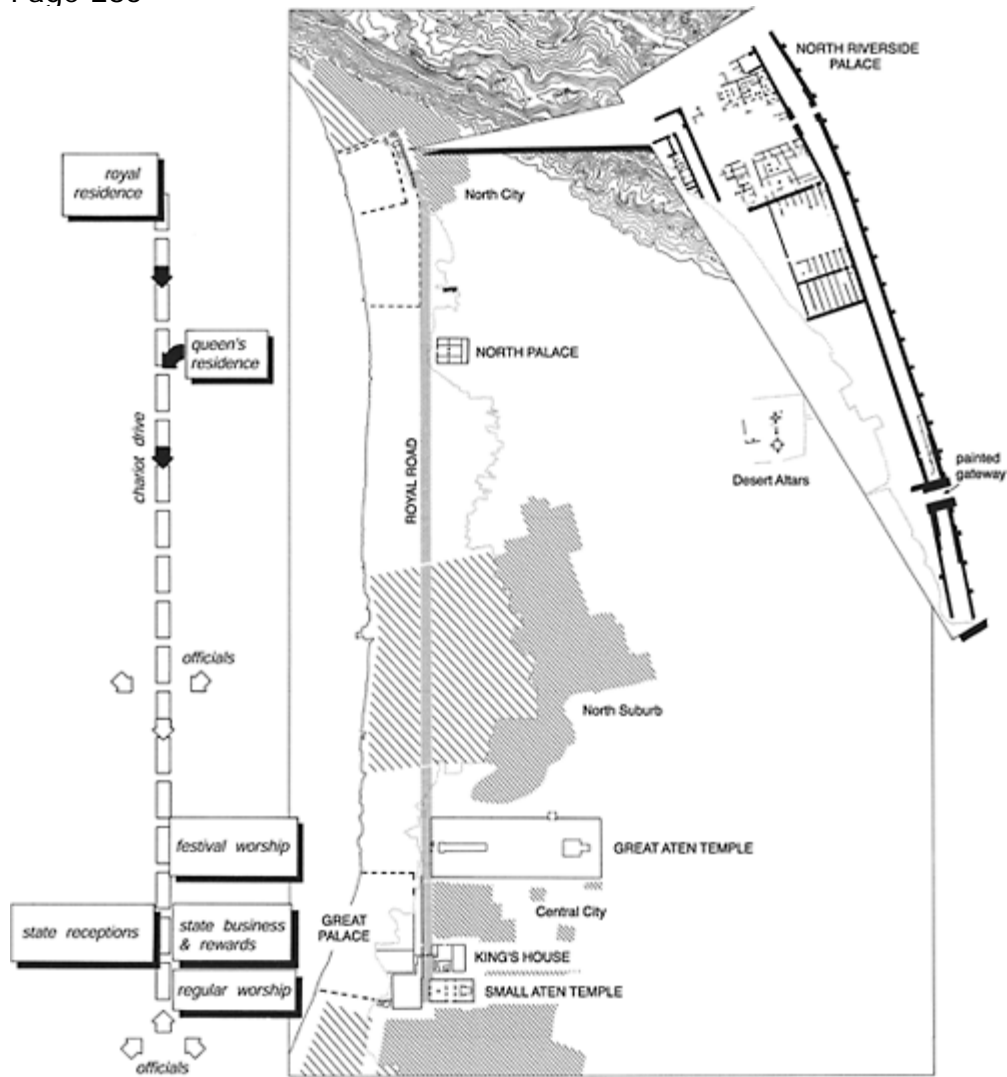 NORTH RIVERSIDE
PALACE
royal
residence
North City
queen's
residence
NORTH PALACE
chariot drive
ROYAL ROAD
Desert Altars
painted
gateway
officials
North Suburb
festival worship
GREAT ATEN TEMPLE
state receptions
state business
& rewards
GREAT
PALACE
Central City
KING'S HOUSE
regular worship
SMALL ATEN TEMPLE
officials